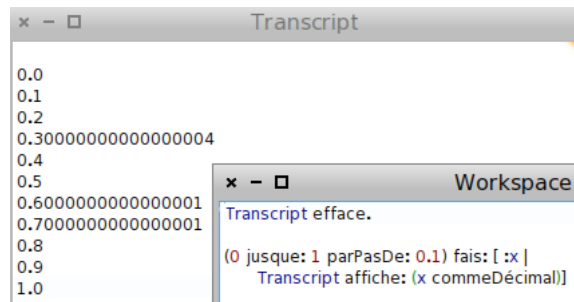 Transcript
0.0
0.1
0.2
0.30000000000000004
0.4
0.5
0.6000000000000001
0.7000000000000001
0.8
0.9
1.0
Workspace
Transcript efface.
(0 jusque: 1 parPasDe: 0.1) fais: [ :x |
Transcript affiche: (x commeDécimal)]